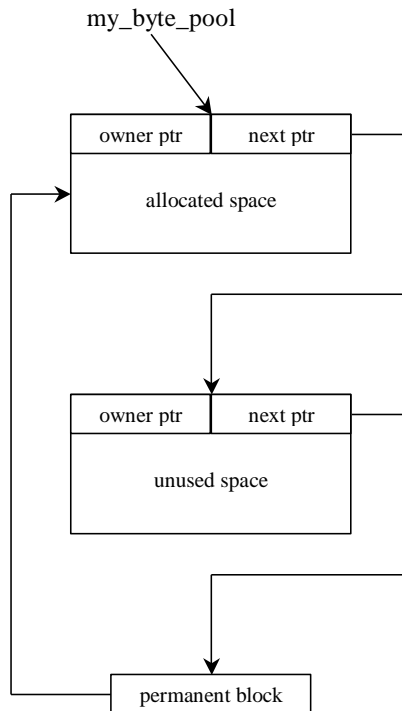 my_byte_pool
owner ptr next ptr
allocated space
owner ptr next ptr
unused space
permanent block